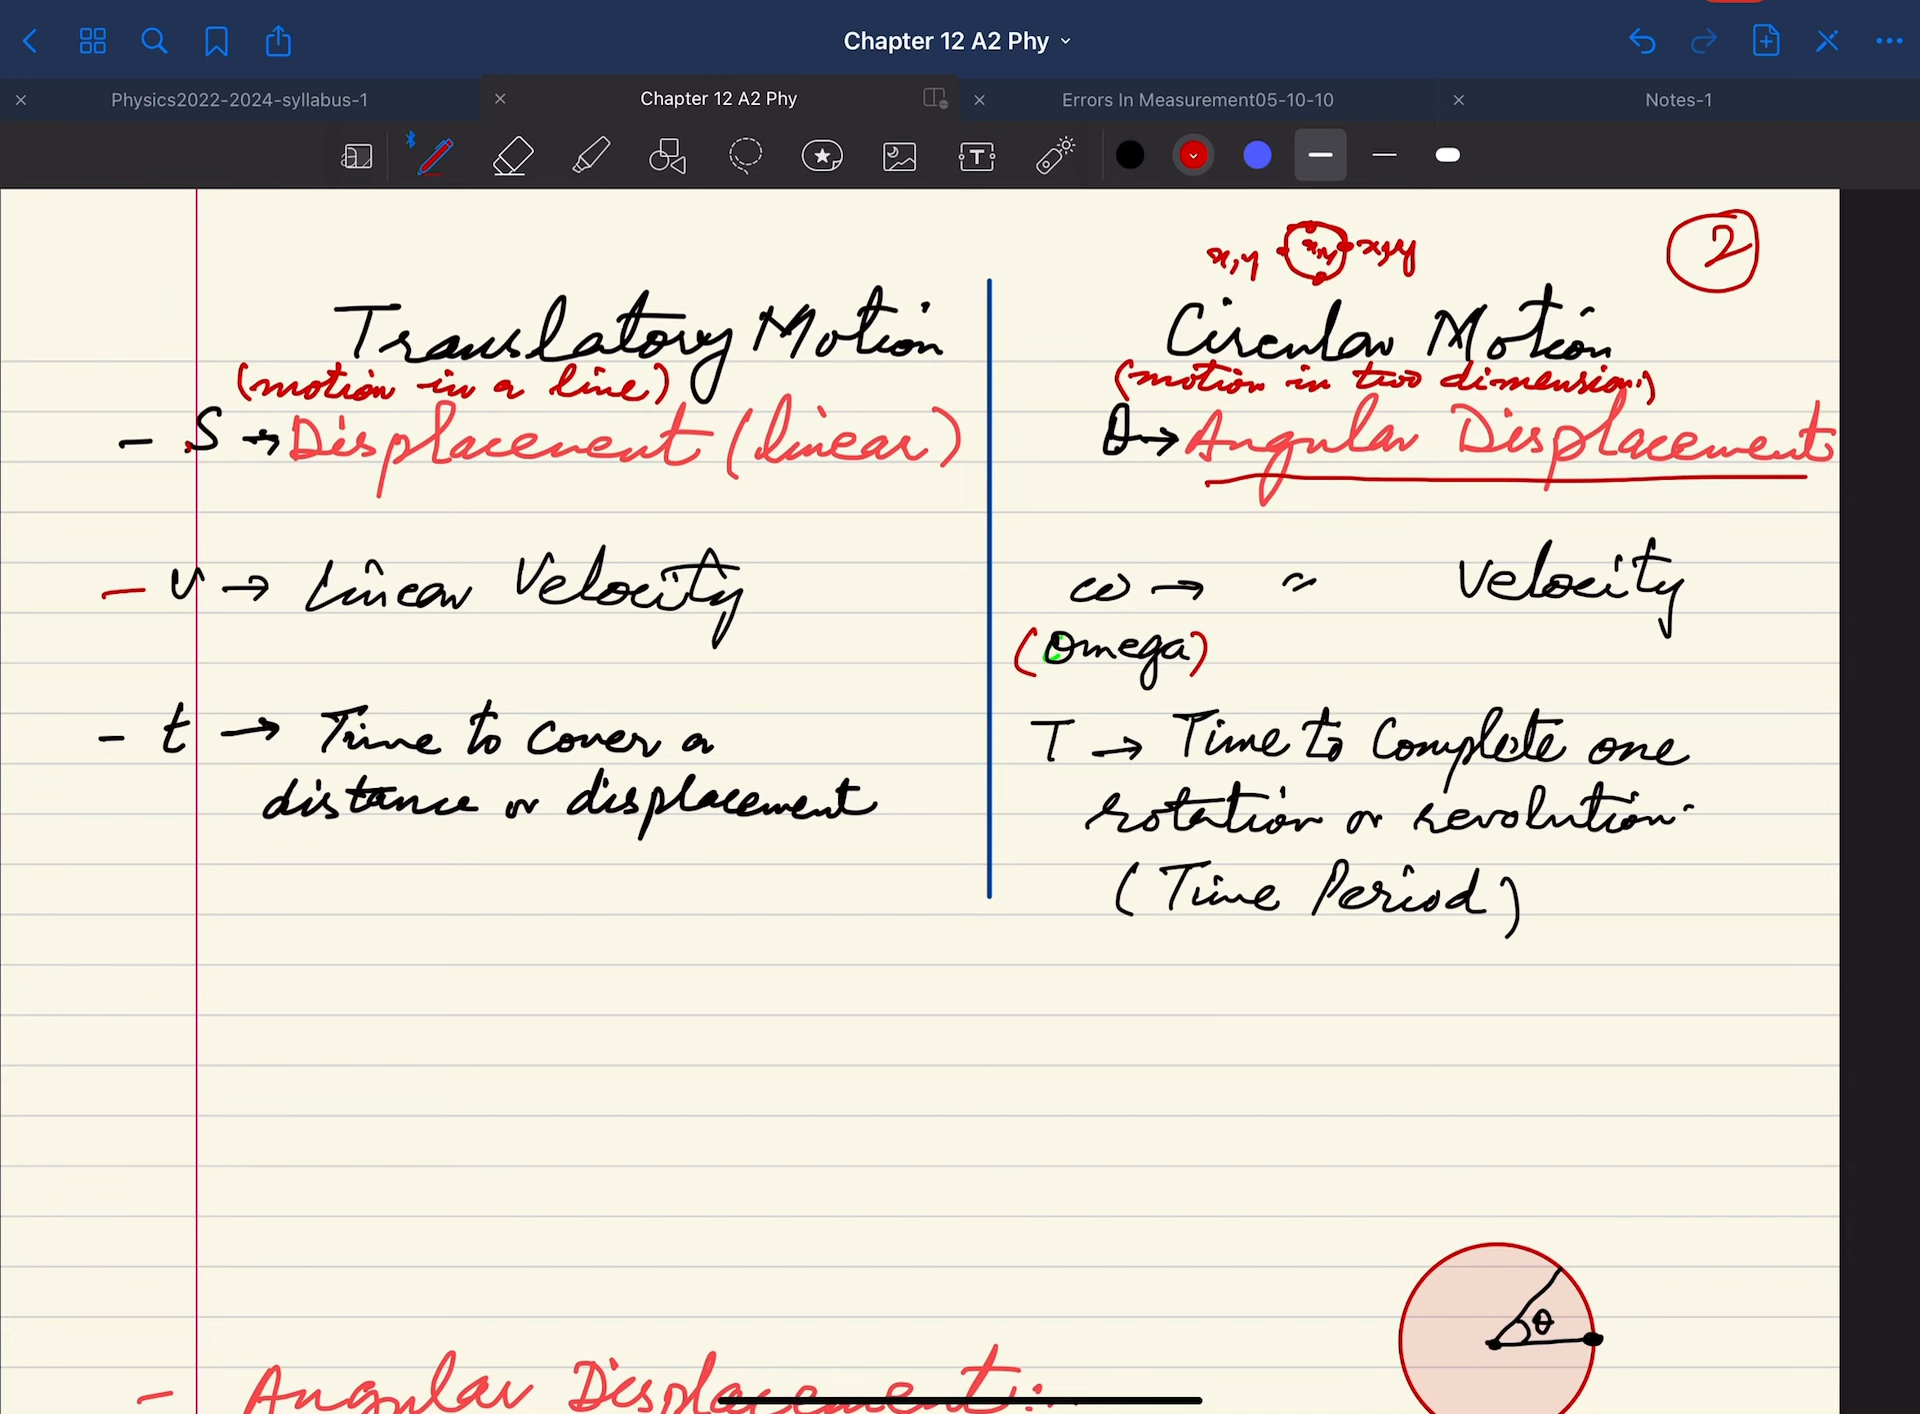 Chapter 12 A2 Phy
Physics2022-2024-syllabus-1
Chapter 12 A2 Phy
Errors In Measurement05-10-10
Notes-1
x,y x,y x,y
2
Translatory Motion
(motion in a line)
- S → Displacement (linear)
- v → Linear Velocity
- t → Time to cover a
distance or displacement
Circular Motion
(motion in two dimension.)
θ → Angular Displacement
ω → " Velocity
(Omega)
T → Time to Complete one
rotation or revolution.
(Time Period)
θ
- Angular Displacement: